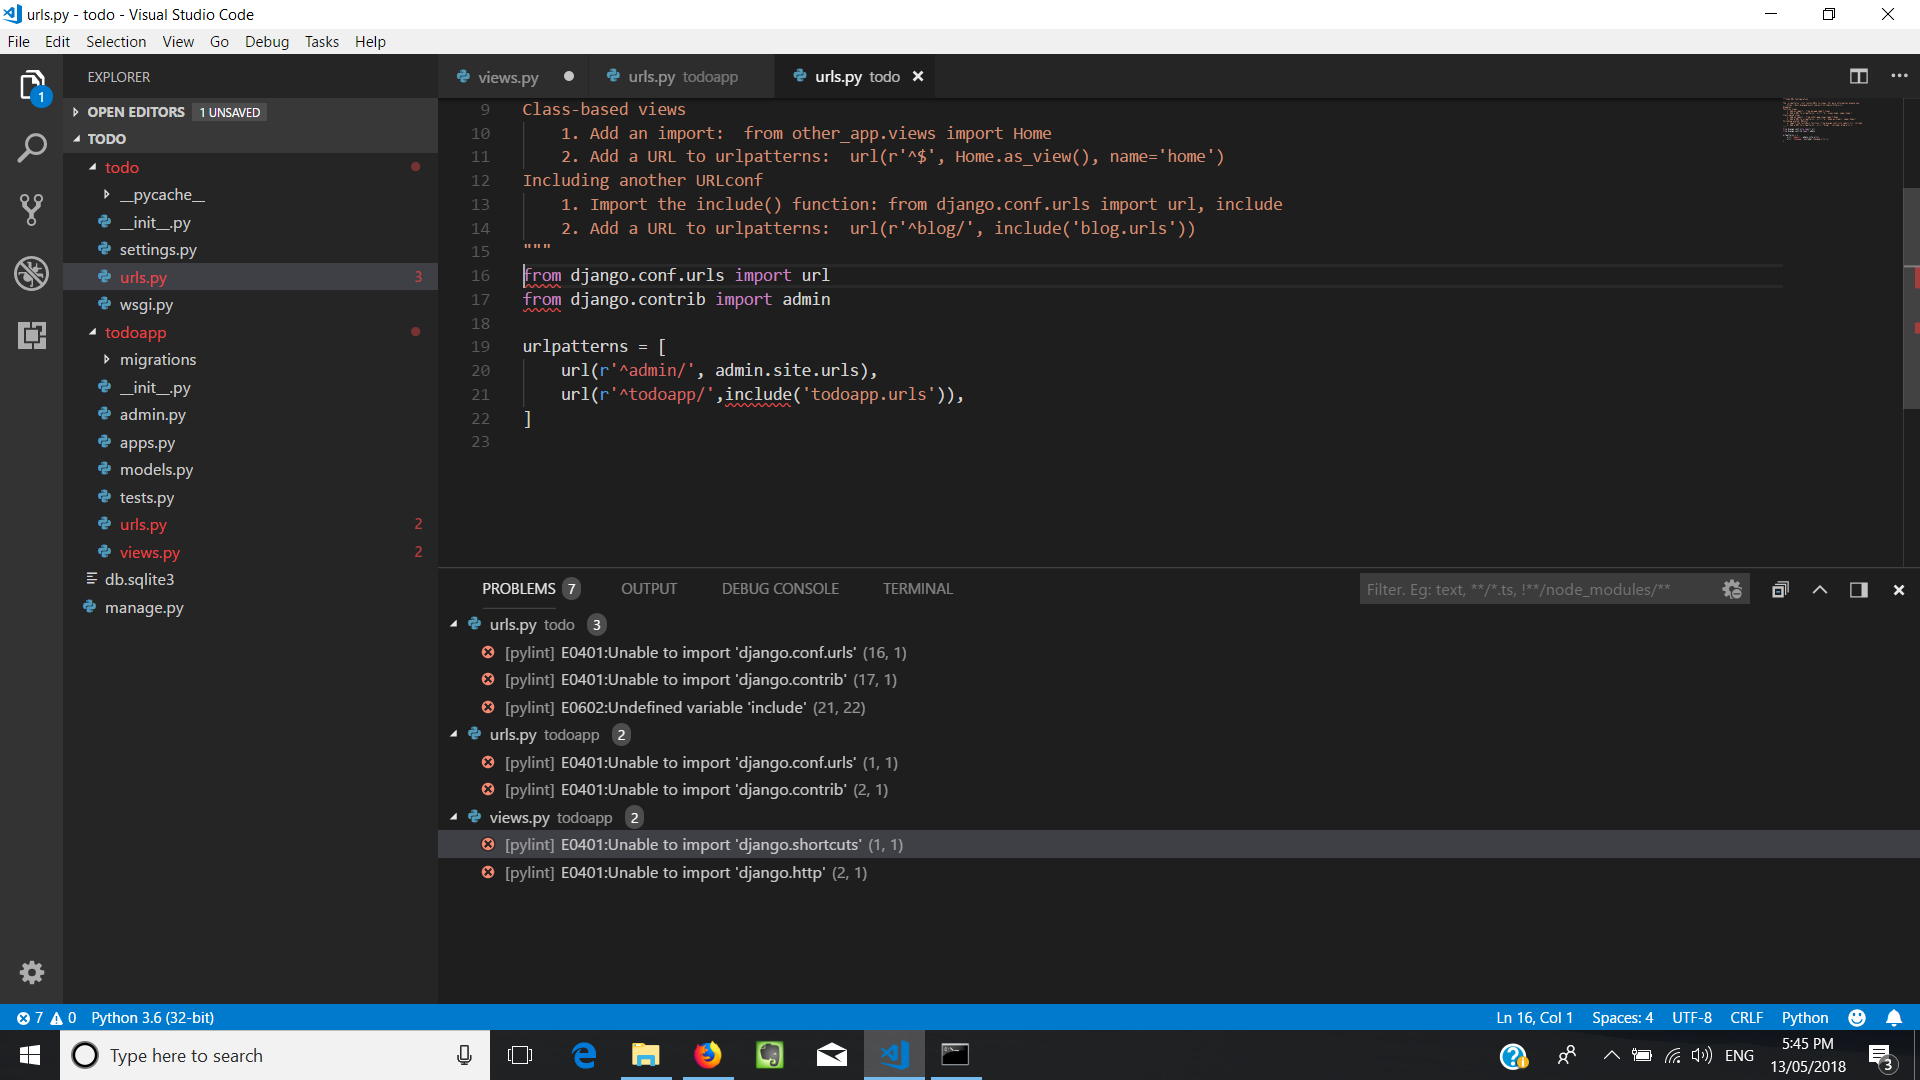 urls.py - todo - Visual Studio Code
File Edit Selection View Go Debug Tasks Help
1
EXPLORER
OPEN EDITORS 1 UNSAVED
TODO
todo
__pycache__
__init__.py
settings.py
urls.py 3
wsgi.py
todoapp
migrations
__init__.py
admin.py
apps.py
models.py
tests.py
urls.py 2
views.py 2
db.sqlite3
manage.py
views.py urls.py todoapp urls.py todo
9 Class-based views
10 1. Add an import:  from other_app.views import Home
11 2. Add a URL to urlpatterns:  url(r'^$', Home.as_view(), name='home')
12 Including another URLconf
13 1. Import the include() function: from django.conf.urls import url, include
14 2. Add a URL to urlpatterns:  url(r'^blog/', include('blog.urls'))
15 """
16 from django.conf.urls import url
17 from django.contrib import admin
18
19 urlpatterns = [
20 url(r'^admin/', admin.site.urls),
21 url(r'^todoapp/',include('todoapp.urls')),
22 ]
23
PROBLEMS 7 OUTPUT DEBUG CONSOLE TERMINAL Filter. Eg: text, **/*.ts, !**/node_modules/**
urls.py todo 3
[pylint] E0401:Unable to import 'django.conf.urls' (16, 1)
[pylint] E0401:Unable to import 'django.contrib' (17, 1)
[pylint] E0602:Undefined variable 'include' (21, 22)
urls.py todoapp 2
[pylint] E0401:Unable to import 'django.conf.urls' (1, 1)
[pylint] E0401:Unable to import 'django.contrib' (2, 1)
views.py todoapp 2
[pylint] E0401:Unable to import 'django.shortcuts' (1, 1)
[pylint] E0401:Unable to import 'django.http' (2, 1)
7 0 Python 3.6 (32-bit) Ln 16, Col 1 Spaces: 4 UTF-8 CRLF Python
Type here to search ENG 5:45 PM
13/05/2018 3